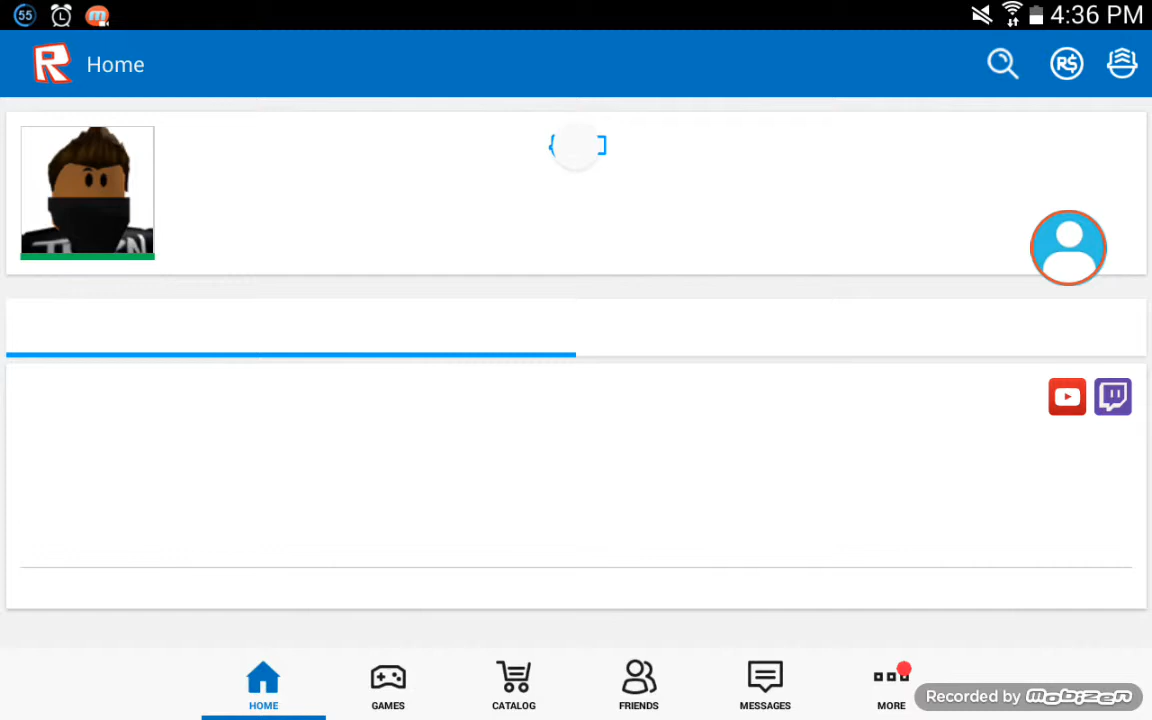 55
4:36 PM
R Home R$
HOME GAMES CATALOG FRIENDS MESSAGES MORE
Recorded by mobizen